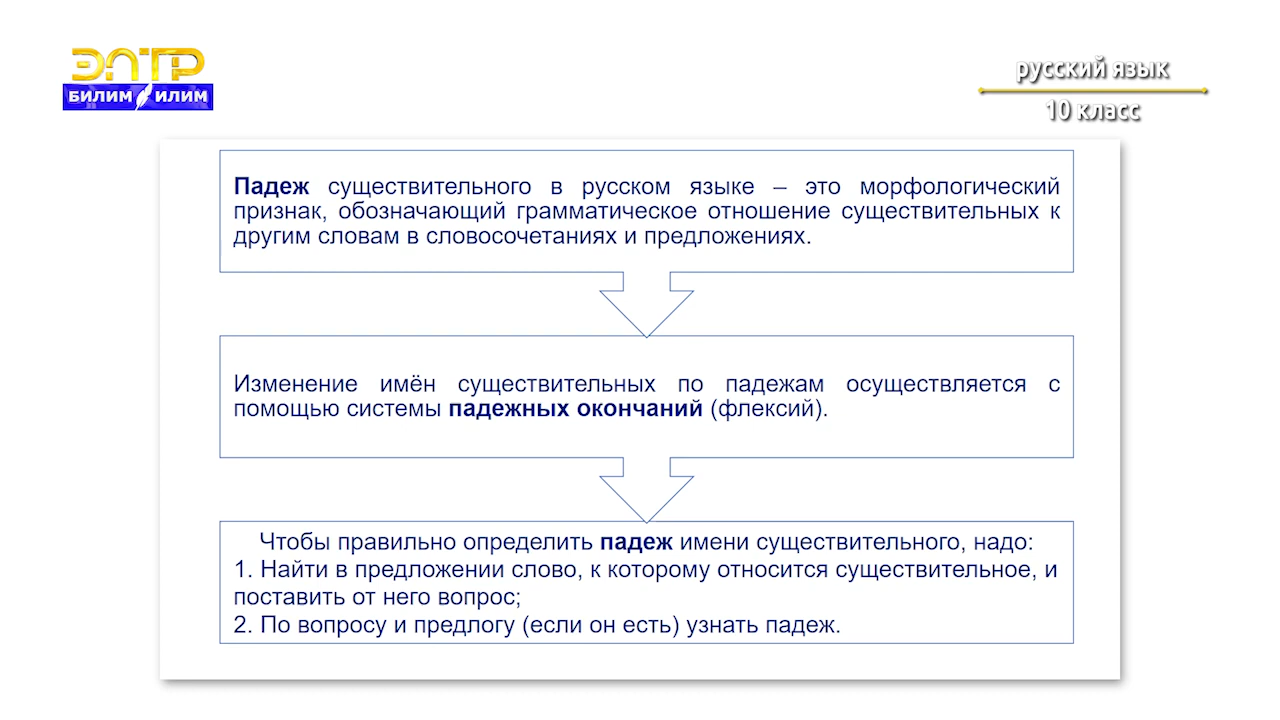 ЭЛТР
БИЛИМ ИЛИМ
русский язык
10 класс
Падеж существительного в русском языке – это морфологический
признак, обозначающий грамматическое отношение существительных к
другим словам в словосочетаниях и предложениях.
Изменение имён существительных по падежам осуществляется с
помощью системы падежных окончаний (флексий).
Чтобы правильно определить падеж имени существительного, надо:
1. Найти в предложении слово, к которому относится существительное, и
поставить от него вопрос;
2. По вопросу и предлогу (если он есть) узнать падеж.